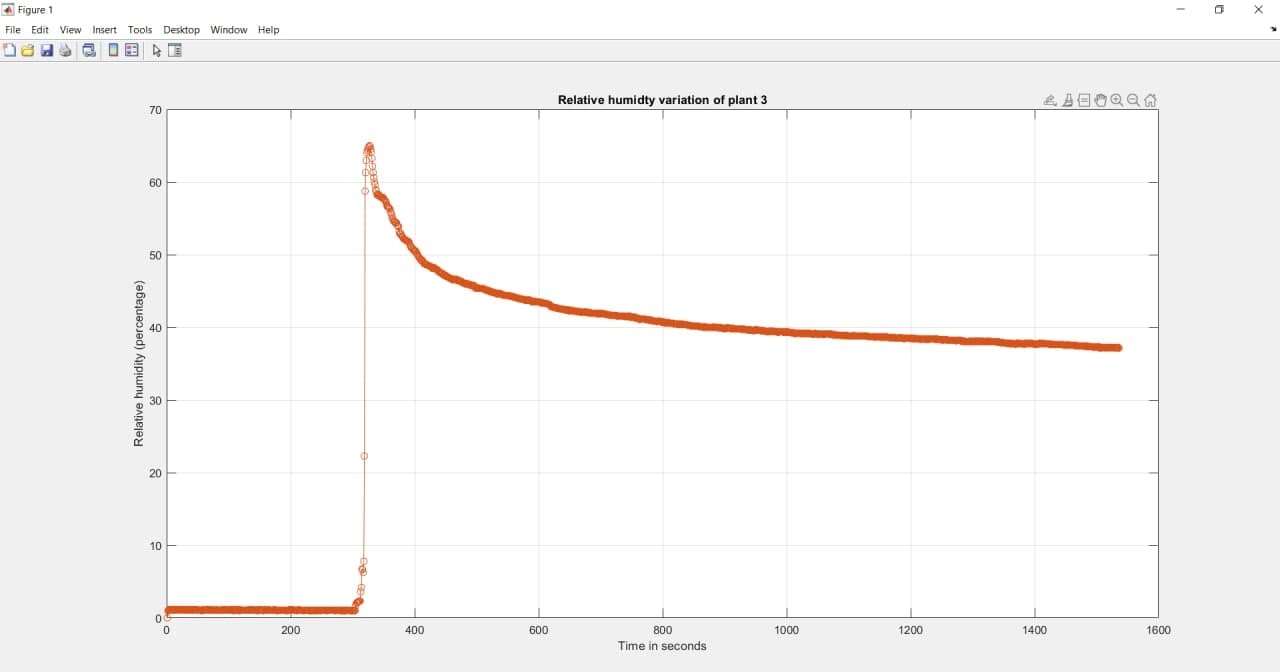 Figure 1
File Edit View Insert Tools Desktop Window Help
Relative humidty variation of plant 3
70
60
50
40
30
20
10
0
Relative humidity (percentage)
0 200 400 600 800 1000 1200 1400 1600
Time in seconds